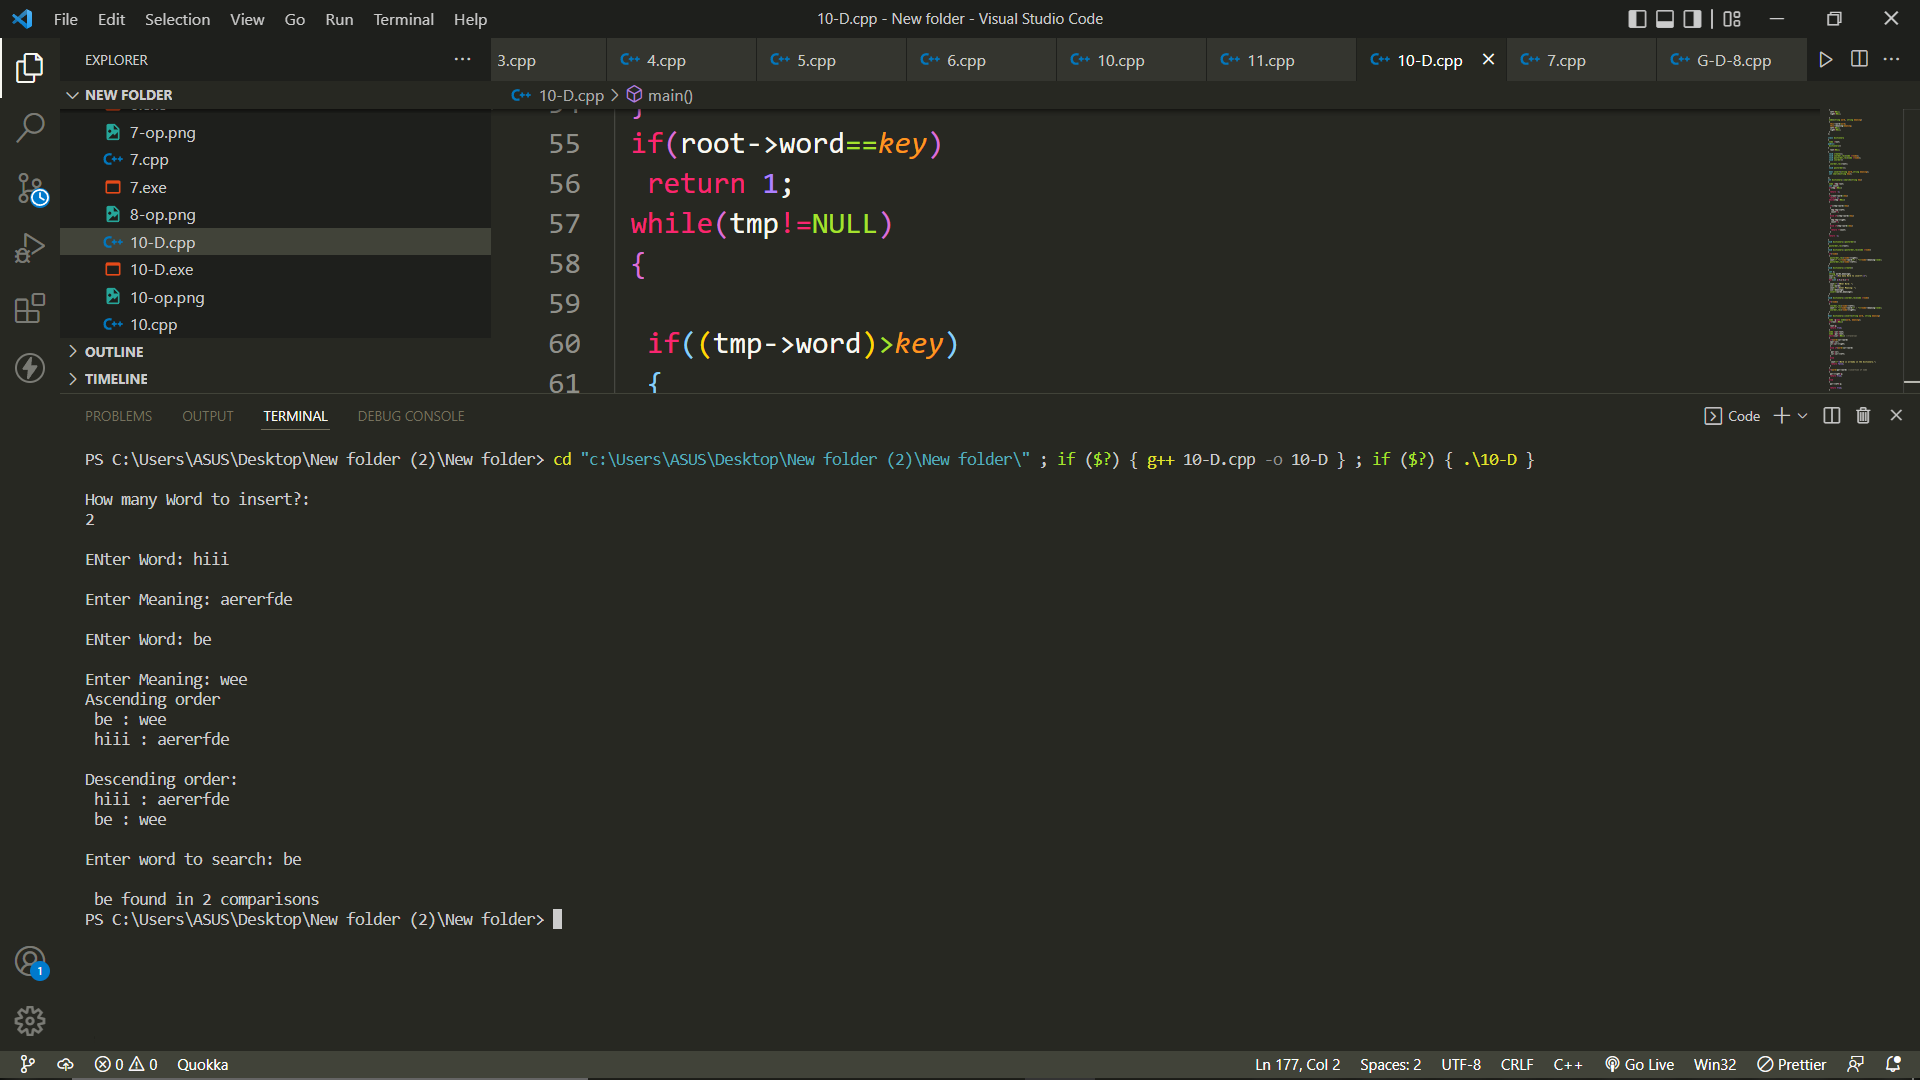 File Edit Selection View Go Run Terminal Help
10-D.cpp - New folder - Visual Studio Code
EXPLORER
3.cpp
4.cpp
5.cpp
6.cpp
10.cpp
11.cpp
10-D.cpp
7.cpp
G-D-8.cpp
NEW FOLDER
10-D.cpp > main()
7-op.png
7.cpp
7.exe
8-op.png
10-D.cpp
10-D.exe
10-op.png
10.cpp
OUTLINE
TIMELINE
55 if(root->word==key)
56 return 1;
57 while(tmp!=NULL)
58 {
59
60 if((tmp->word)>key)
61 {
PROBLEMS OUTPUT TERMINAL DEBUG CONSOLE
Code
PS C:\Users\ASUS\Desktop\New folder (2)\New folder> cd "c:\Users\ASUS\Desktop\New folder (2)\New folder\" ; if ($?) { g++ 10-D.cpp -o 10-D } ; if ($?) { .\10-D }
How many Word to insert?:
2
ENter Word: hiii
Enter Meaning: aererfde
ENter Word: be
Enter Meaning: wee
Ascending order
be : wee
hiii : aererfde
Descending order:
hiii : aererfde
be : wee
Enter word to search: be
be found in 2 comparisons
PS C:\Users\ASUS\Desktop\New folder (2)\New folder>
1
0 0 Quokka
Ln 177, Col 2 Spaces: 2 UTF-8 CRLF C++ Go Live Win32 Prettier